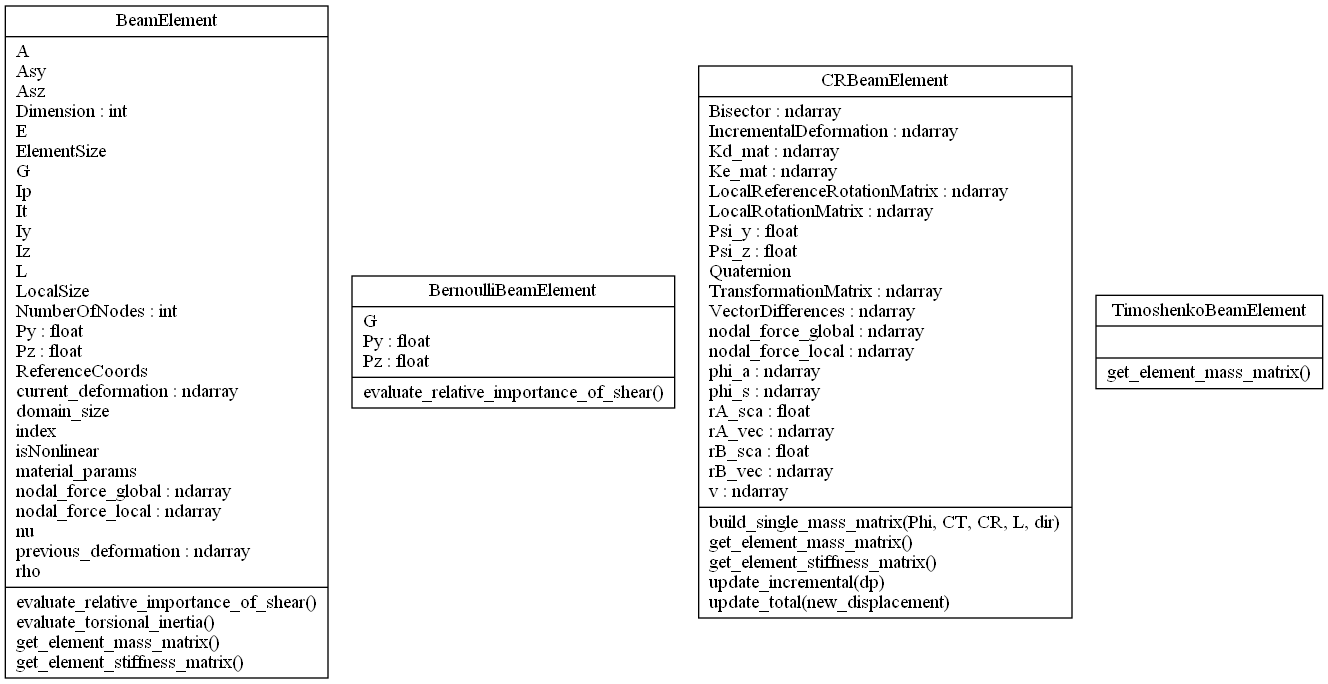 BeamElement
A
Asy
Asz
Dimension : int
E
ElementSize
G
Ip
It
Iy
Iz
L
LocalSize
NumberOfNodes : int
Py : float
Pz : float
ReferenceCoords
current_deformation : ndarray
domain_size
index
isNonlinear
material_params
nodal_force_global : ndarray
nodal_force_local : ndarray
nu
previous_deformation : ndarray
rho
evaluate_relative_importance_of_shear()
evaluate_torsional_inertia()
get_element_mass_matrix()
get_element_stiffness_matrix()
BernoulliBeamElement
G
Py : float
Pz : float
evaluate_relative_importance_of_shear()
CRBeamElement
Bisector : ndarray
IncrementalDeformation : ndarray
Kd_mat : ndarray
Ke_mat : ndarray
LocalReferenceRotationMatrix : ndarray
LocalRotationMatrix : ndarray
Psi_y : float
Psi_z : float
Quaternion
TransformationMatrix : ndarray
VectorDifferences : ndarray
nodal_force_global : ndarray
nodal_force_local : ndarray
phi_a : ndarray
phi_s : ndarray
rA_sca : float
rA_vec : ndarray
rB_sca : float
rB_vec : ndarray
v : ndarray
build_single_mass_matrix(Phi, CT, CR, L, dir)
get_element_mass_matrix()
get_element_stiffness_matrix()
update_incremental(dp)
update_total(new_displacement)
TimoshenkoBeamElement
get_element_mass_matrix()